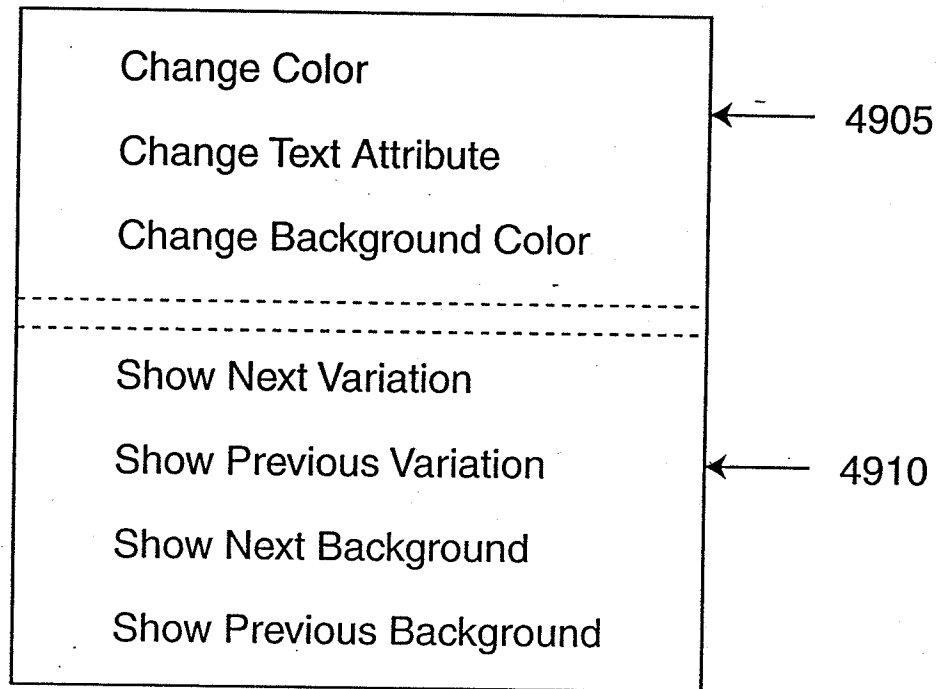 Change Color
4905
Change Text Attribute
Change Background Color
Show Next Variation
Show Previous Variation
4910
Show Next Background
Show Previous Background